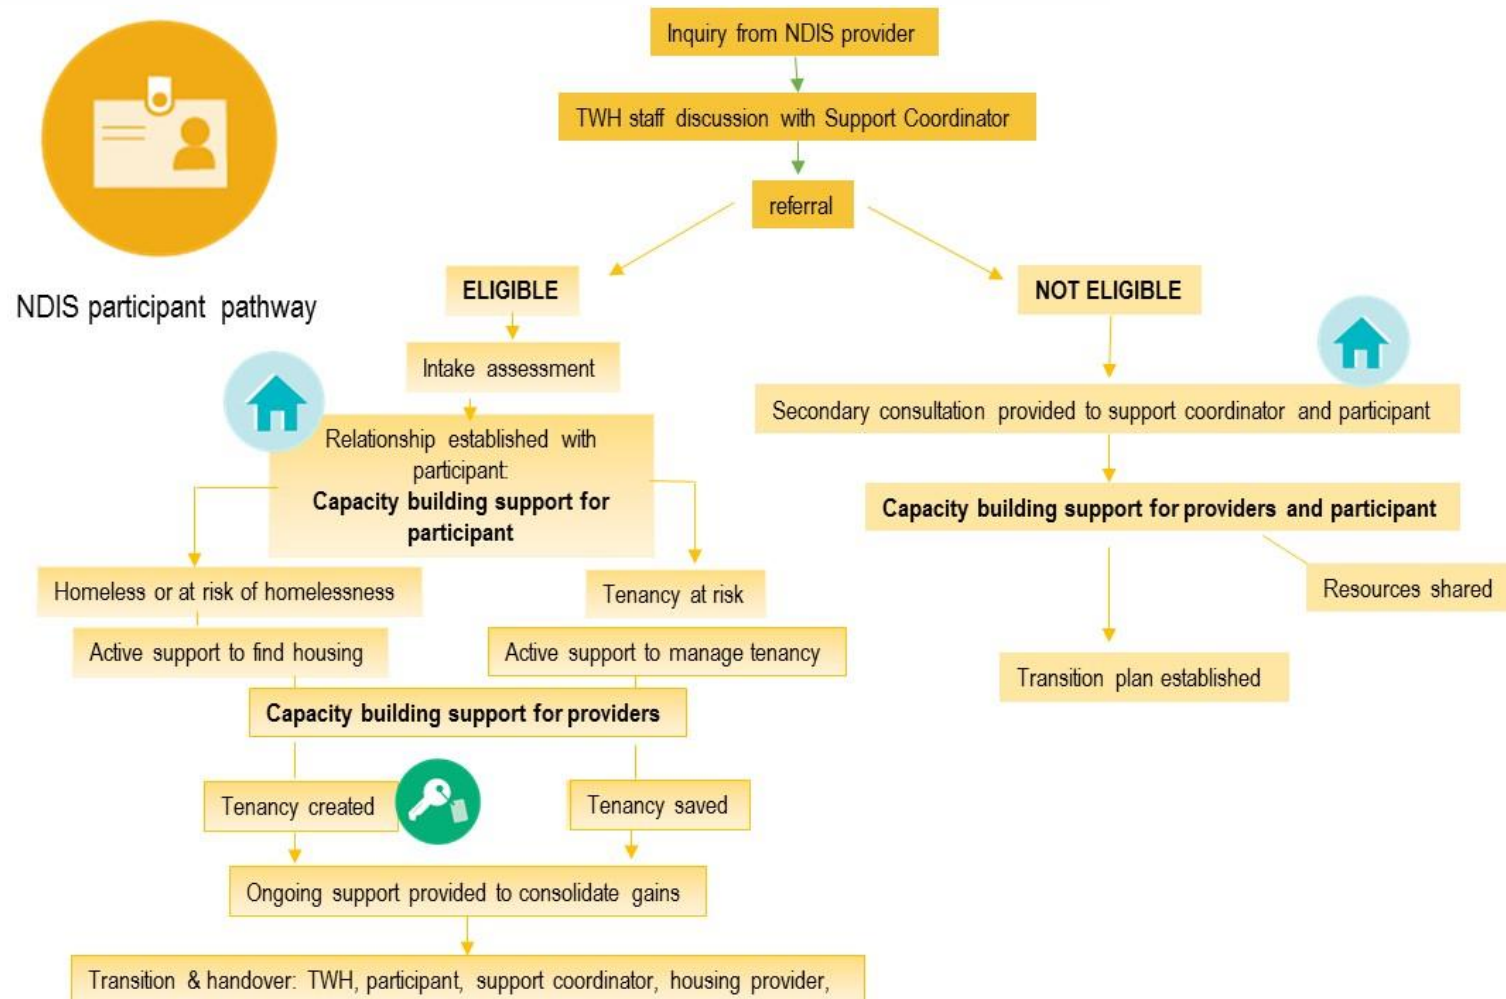 Inquiry from NDIS provider
TWH staff discussion with Support Coordinator
referral
NDIS participant pathway
ELIGIBLE
Intake assessment
Relationship established with
participant:
Capacity building support for
participant
Homeless or at risk of homelessness
Active support to find housing
Tenancy at risk
Active support to manage tenancy
Capacity building support for providers
Tenancy created
Tenancy saved
Ongoing support provided to consolidate gains
Transition & handover: TWH, participant, support coordinator, housing provider,
NOT ELIGIBLE
Secondary consultation provided to support coordinator and participant
Capacity building support for providers and participant
Resources shared
Transition plan established